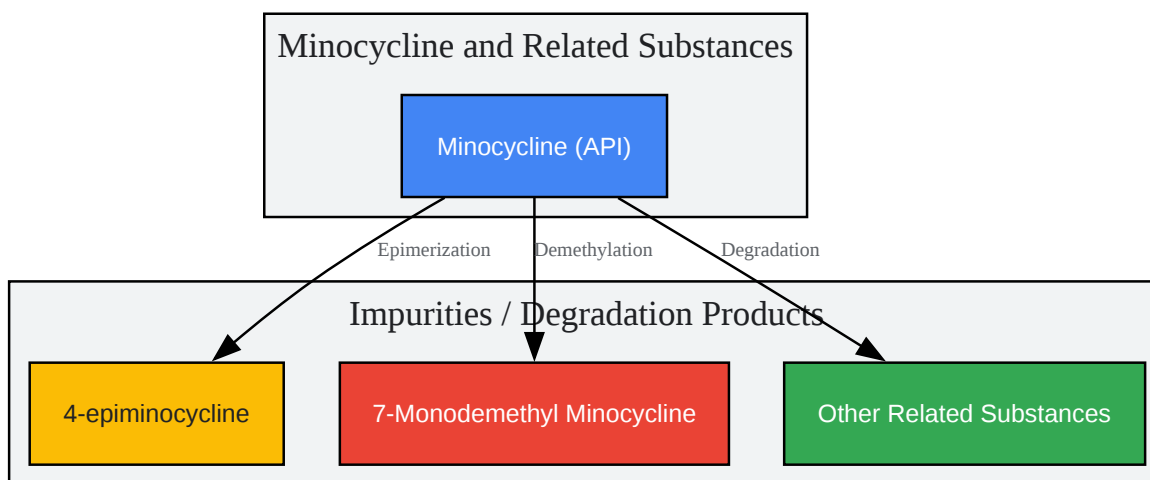 Minocycline and Related Substances
Minocycline (API)
Epimerization
Demethylation
Degradation
Impurities / Degradation Products
4-epiminocycline
7-Monodemethyl Minocycline
Other Related Substances